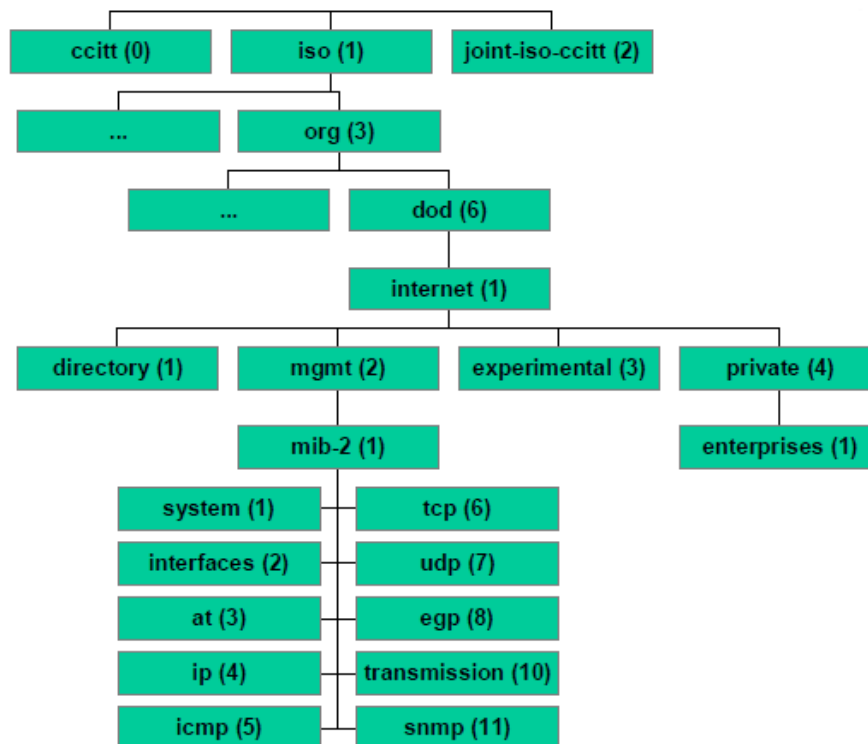 ccitt (0)
iso (1)
joint-iso-ccitt (2)
...
org (3)
...
dod (6)
internet (1)
directory (1)
mgmt (2)
experimental (3)
private (4)
mib-2 (1)
enterprises (1)
system (1)
tcp (6)
interfaces (2)
udp (7)
at (3)
egp (8)
ip (4)
transmission (10)
icmp (5)
snmp (11)